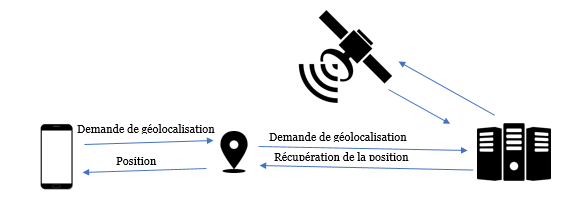 Demande de géolocalisation
Position
Demande de géolocalisation
Récupération de la position